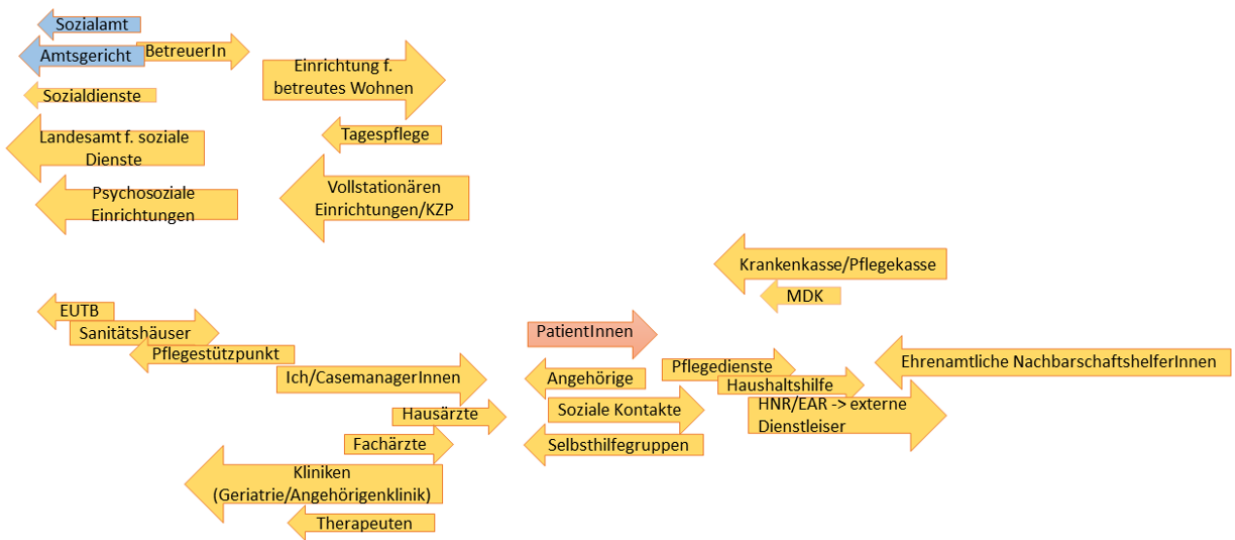 Sozialamt
Amtsgericht
BetreuerIn
Sozialdienste
Landesamt f. soziale
Dienste
Psychosoziale
Einrichtungen
Einrichtung f.
betreutes Wohnen
Tagespflege
Vollstationären
Einrichtungen/KZP
Krankenkasse/Pflegekasse
MDK
EUTB
Sanitätshäuser
Pflegestützpunkt
Ich/CasemanagerInnen
Hausärzte
Fachärzte
Kliniken
(Geriatrie/Angehörigenklinik)
Therapeuten
PatientInnen
Angehörige
Soziale Kontakte
Selbsthilfegruppen
Pflegedienste
Haushaltshilfe
HNR/EAR -> externe
Dienstleiser
Ehrenamtliche NachbarschaftshelferInnen